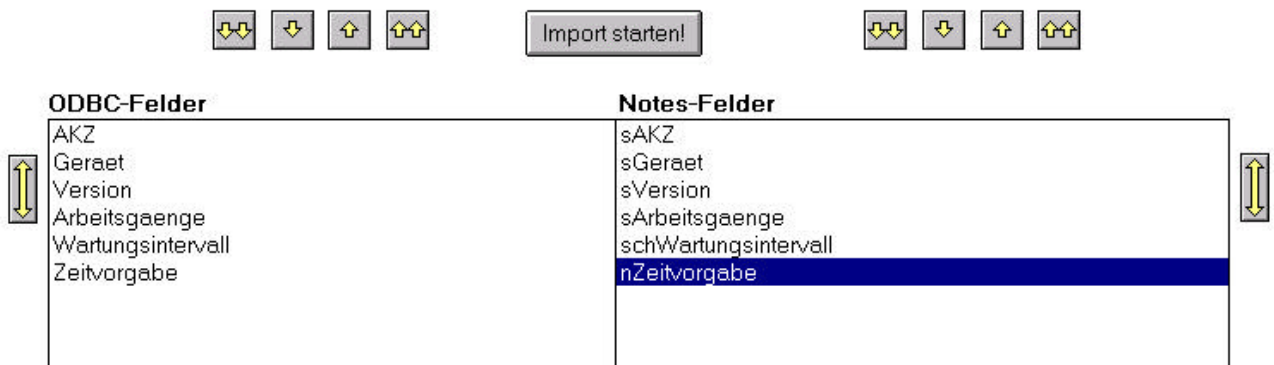 Import starten!
ODBC-Felder Notes-Felder
AKZ sAKZ
Geraet sGeraet
Version sVersion
Arbeitsgaenge sArbeitsgaenge
Wartungsintervall schWartungsintervall
Zeitvorgabe nZeitvorgabe